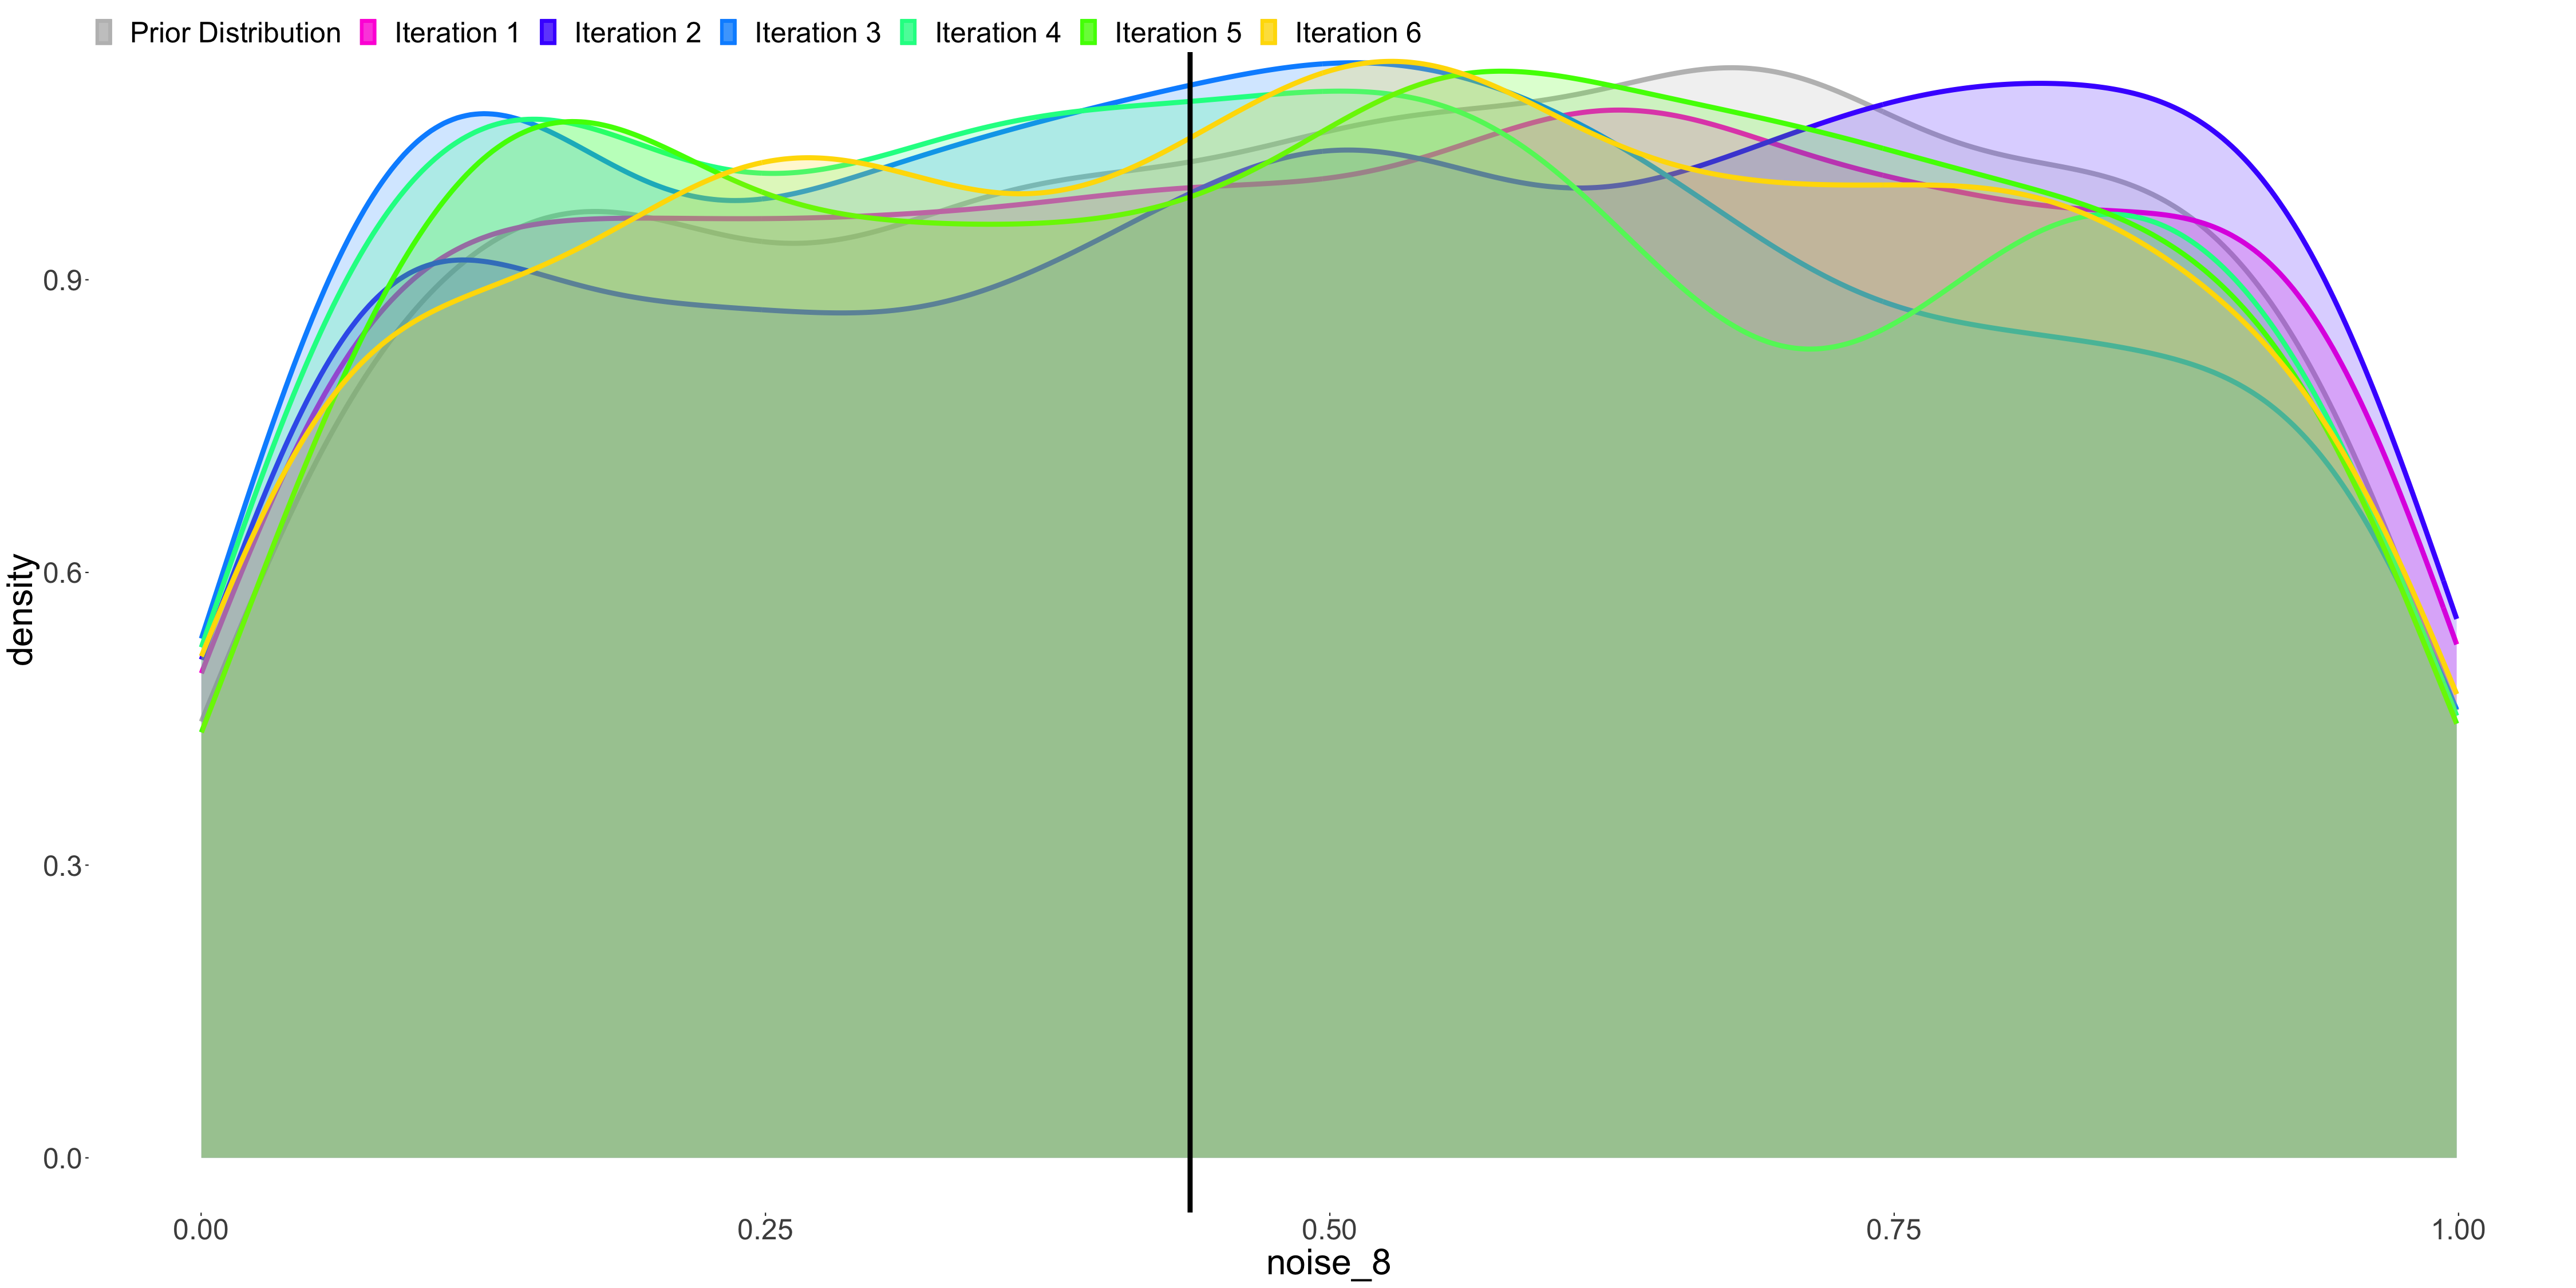 Prior Distribution Iteration 1 Iteration 2 Iteration 3 Iteration 4 Iteration 5 Iteration 6
density
0.9
0.6
0.3
0.0
0.00 0.25 0.50 0.75 1.00
noise_8